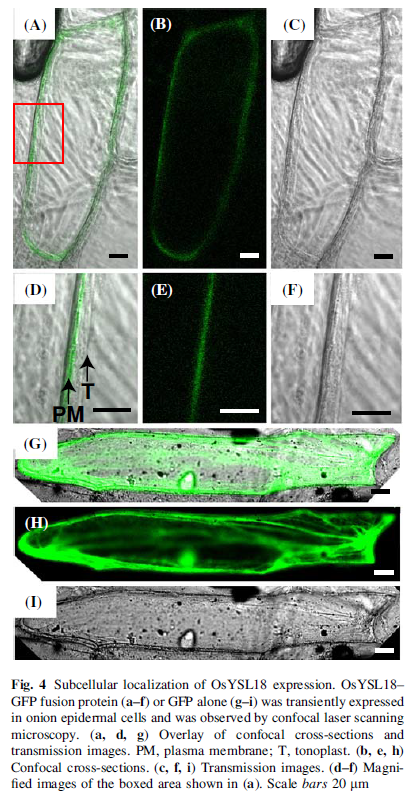 (A) (B) (C)
(D) (E) (F)
T
PM
(G)
(H)
(I)
Fig. 4 Subcellular localization of OsYSL18 expression. OsYSL18–
GFP fusion protein (a–f) or GFP alone (g–i) was transiently expressed
in onion epidermal cells and was observed by confocal laser scanning
microscopy. (a, d, g) Overlay of confocal cross-sections and
transmission images. PM, plasma membrane; T, tonoplast. (b, e, h)
Confocal cross-sections. (c, f, i) Transmission images. (d–f) Magni-
fied images of the boxed area shown in (a). Scale bars 20 μm